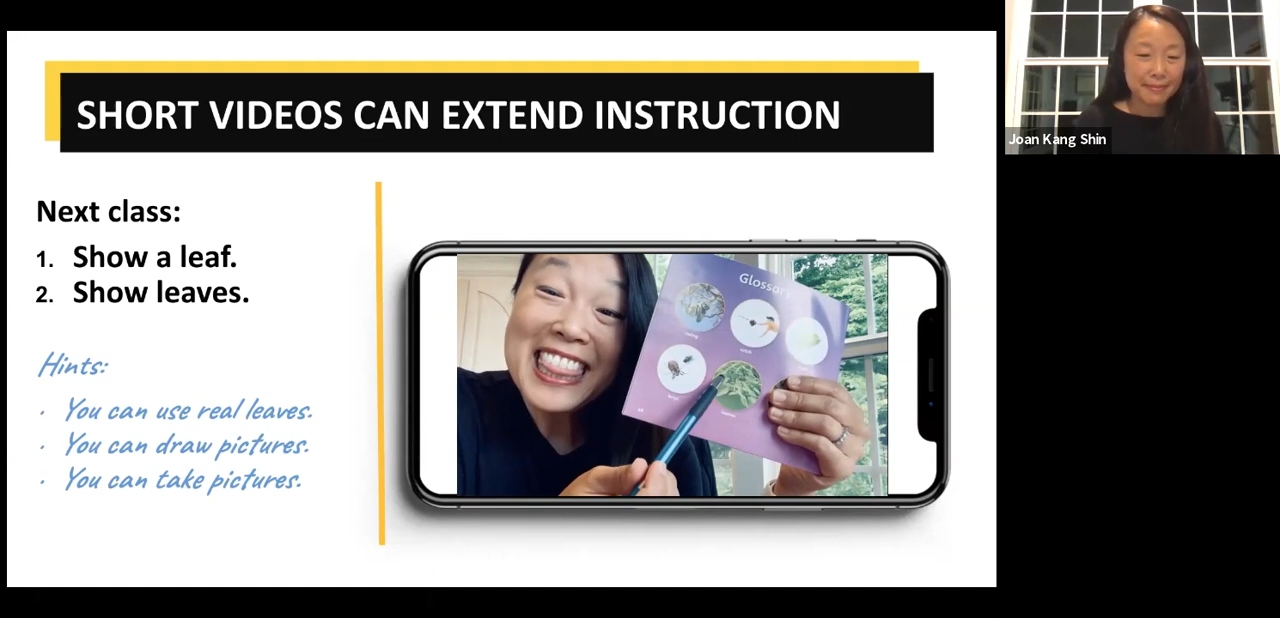 SHORT VIDEOS CAN EXTEND INSTRUCTION
Joan Kang Shin
Next class:
1. Show a leaf.
2. Show leaves.
Hints:
· You can use real leaves.
· You can draw pictures.
· You can take pictures.
Glossary